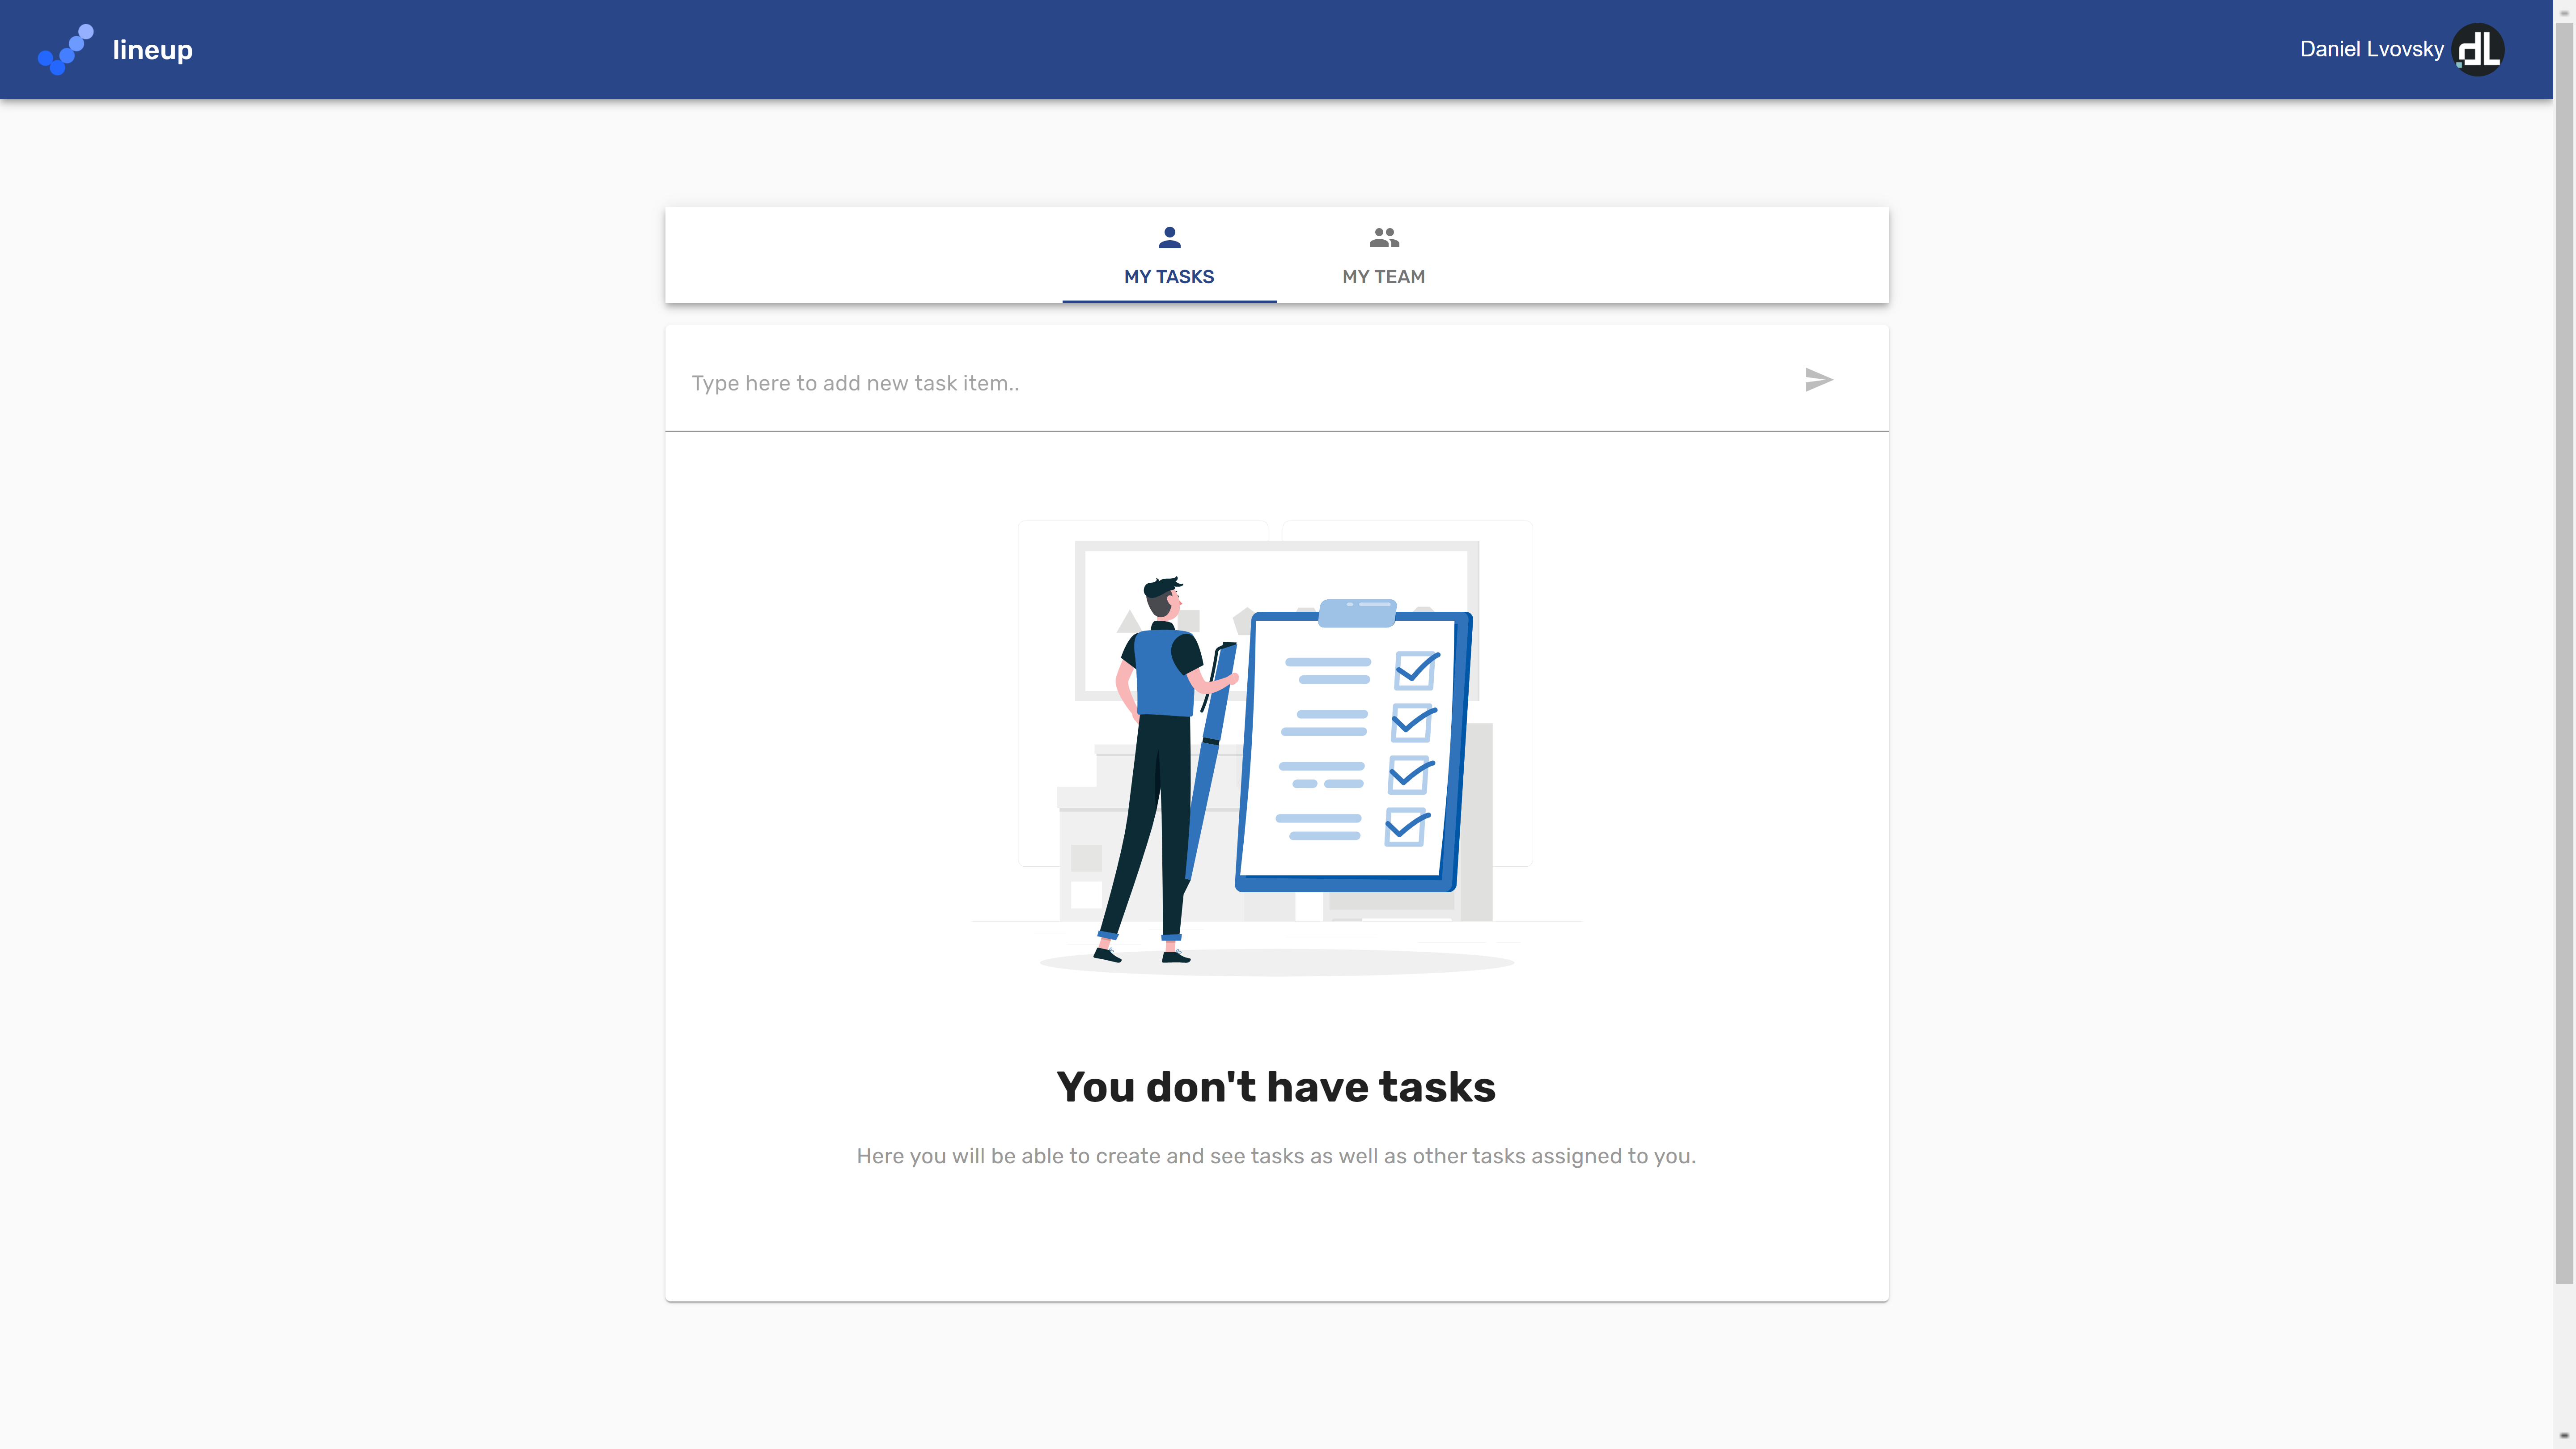 lineup
Daniel Lvovsky
dL
MY TASKS
MY TEAM
Type here to add new task item..
You don't have tasks
Here you will be able to create and see tasks as well as other tasks assigned to you.